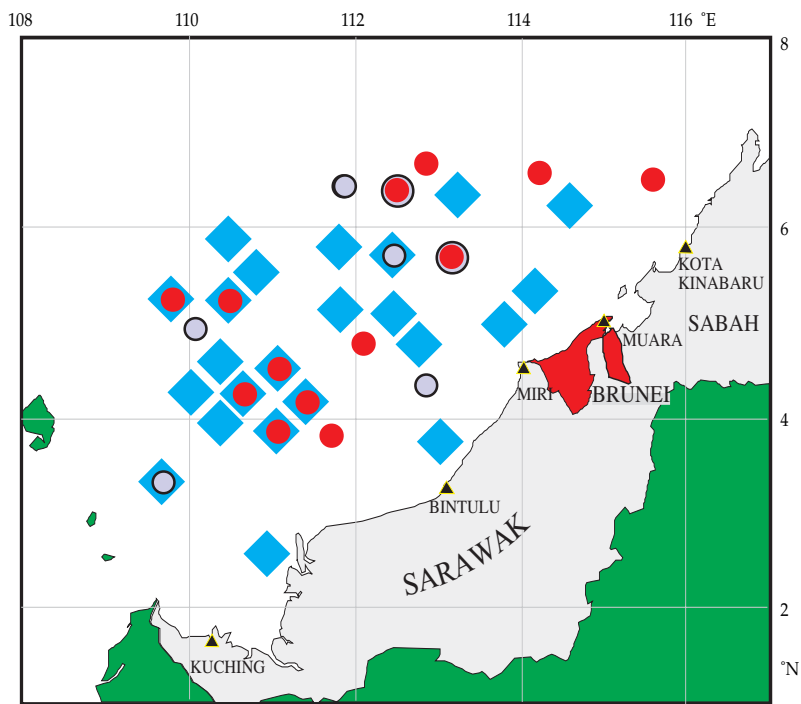 108 110 112 114 116 °E
8
6
KOTA
KINABARU
SABAH
MUARA
MIRI
BRUNEI
4
BINTULU
SARAWAK
2
KUCHING
°N